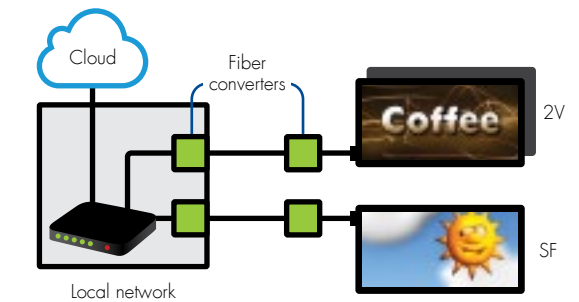 Cloud
Fiber
converters
Coffee
2V
SF
Local network